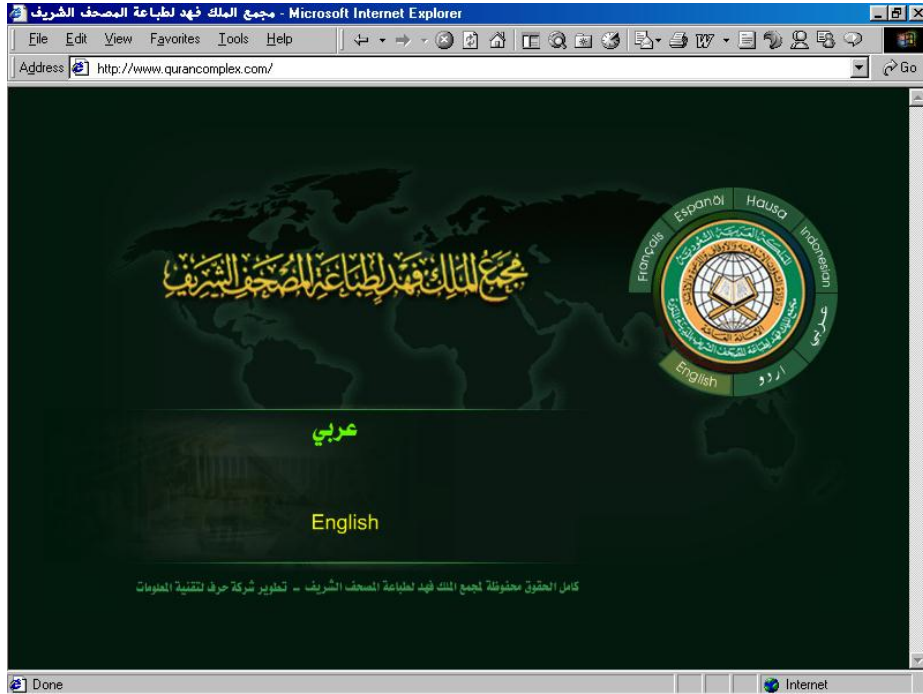 مجمع الملك فهد لطباعة المصحف الشريف - Microsoft Internet Explorer
File Edit View Favorites Tools Help
Address http://www.qurancomplex.com/ Go
Français Espanöl Hausa Indonesian عربي اردو English
مجمع الملك فهد لطباعة المصحف الشريف
عربي
English
كامل الحقوق محفوظة لمجمع الملك فهد لطباعة المصحف الشريف – تطوير شركة حرف لتقنية المعلومات
Done Internet